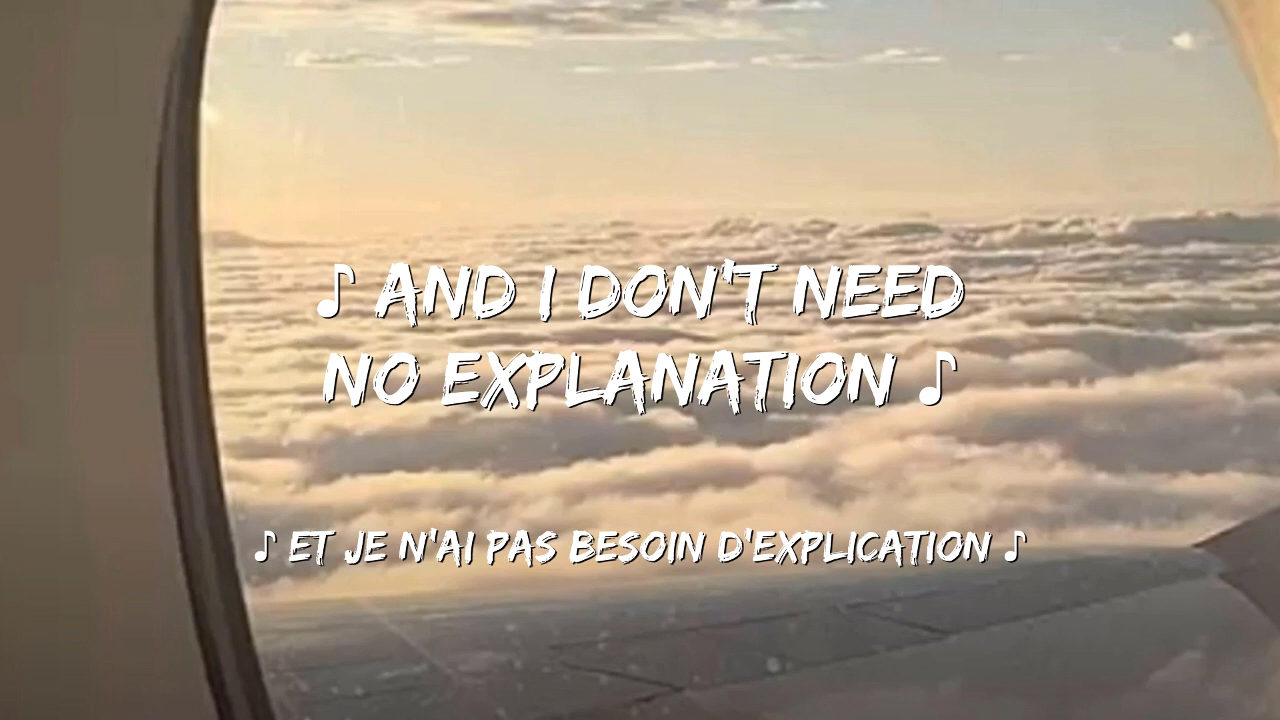 ♪ AND I DON'T NEED
NO EXPLANATION ♪
♪ ET JE N'AI PAS BESOIN D'EXPLICATION ♪